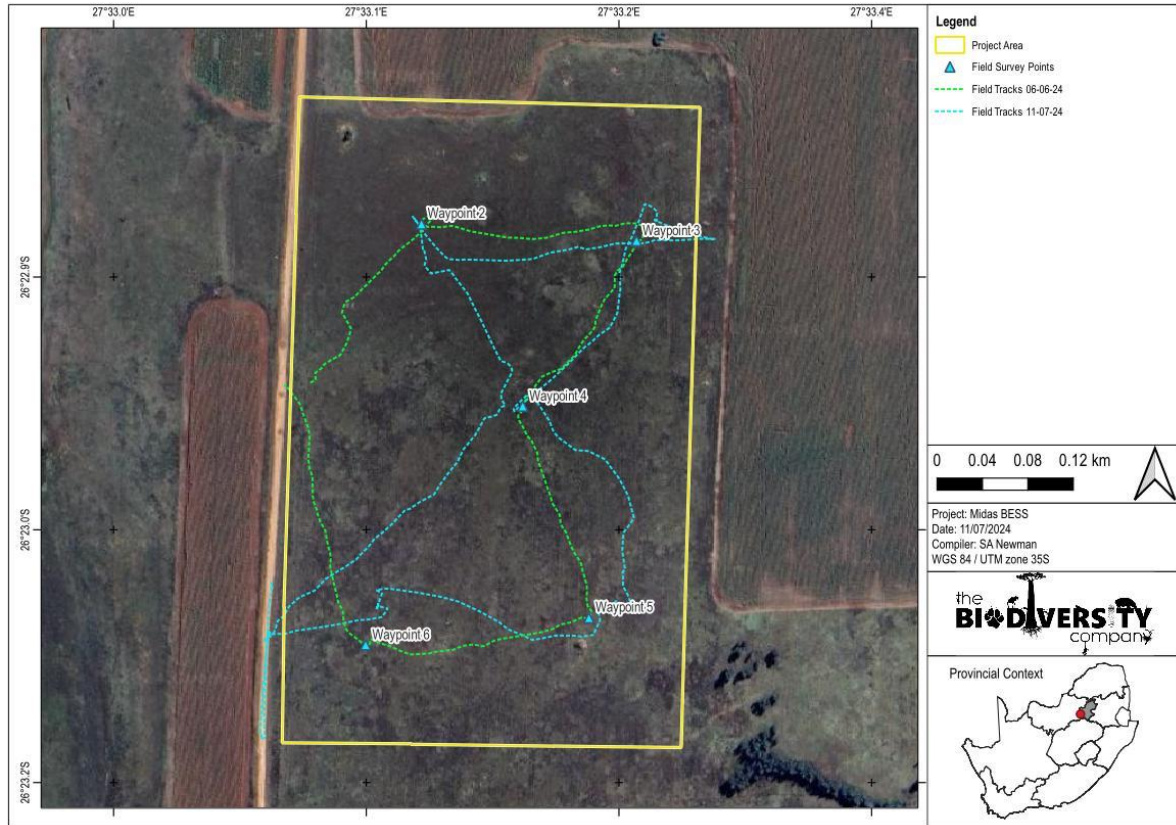 27°33.0'E 27°33.1'E 27°33.2'E 27°33.4'E
26°22.9'S
26°23.0'S
26°23.2'S
Waypoint 2
Waypoint 3
Waypoint 4
Waypoint 5
Waypoint 6
Legend
Project Area
Field Survey Points
Field Tracks 06-06-24
Field Tracks 11-07-24
0 0.04 0.08 0.12 km
Project: Midas BESS
Date: 11/07/2024
Compiler: SA Newman
WGS 84 / UTM zone 35S
the
BIODIVERSITY
company
Provincial Context